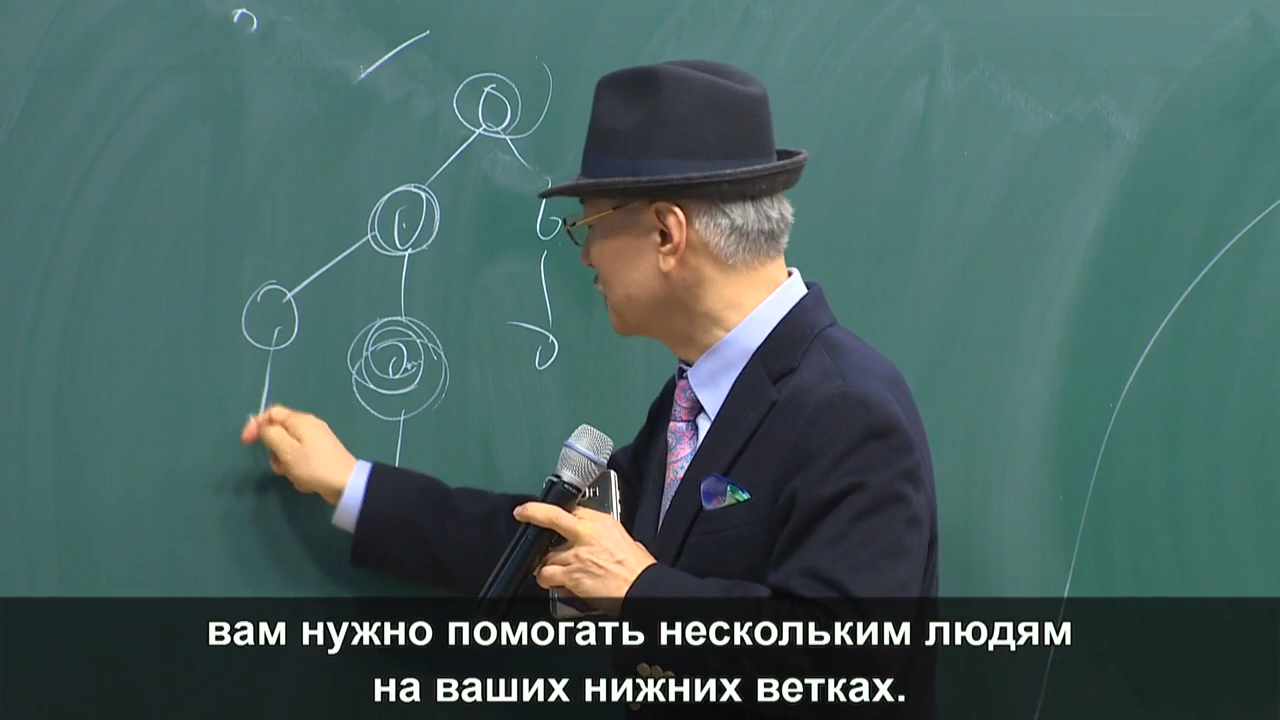 вам нужно помогать нескольким людям
на ваших нижних ветках.